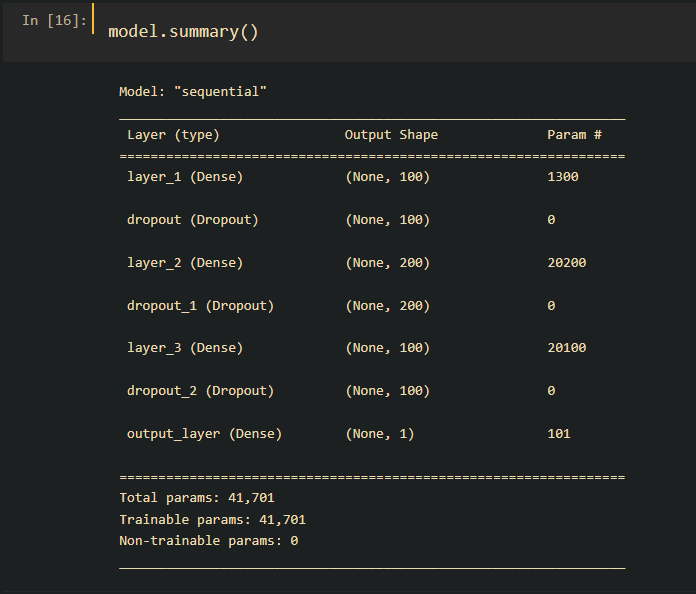 In [16]:
model.summary()
Model: "sequential"
Layer (type) Output Shape Param #
=================================================================
layer_1 (Dense) (None, 100) 1300
dropout (Dropout) (None, 100) 0
layer_2 (Dense) (None, 200) 20200
dropout_1 (Dropout) (None, 200) 0
layer_3 (Dense) (None, 100) 20100
dropout_2 (Dropout) (None, 100) 0
output_layer (Dense) (None, 1) 101
=================================================================
Total params: 41,701
Trainable params: 41,701
Non-trainable params: 0